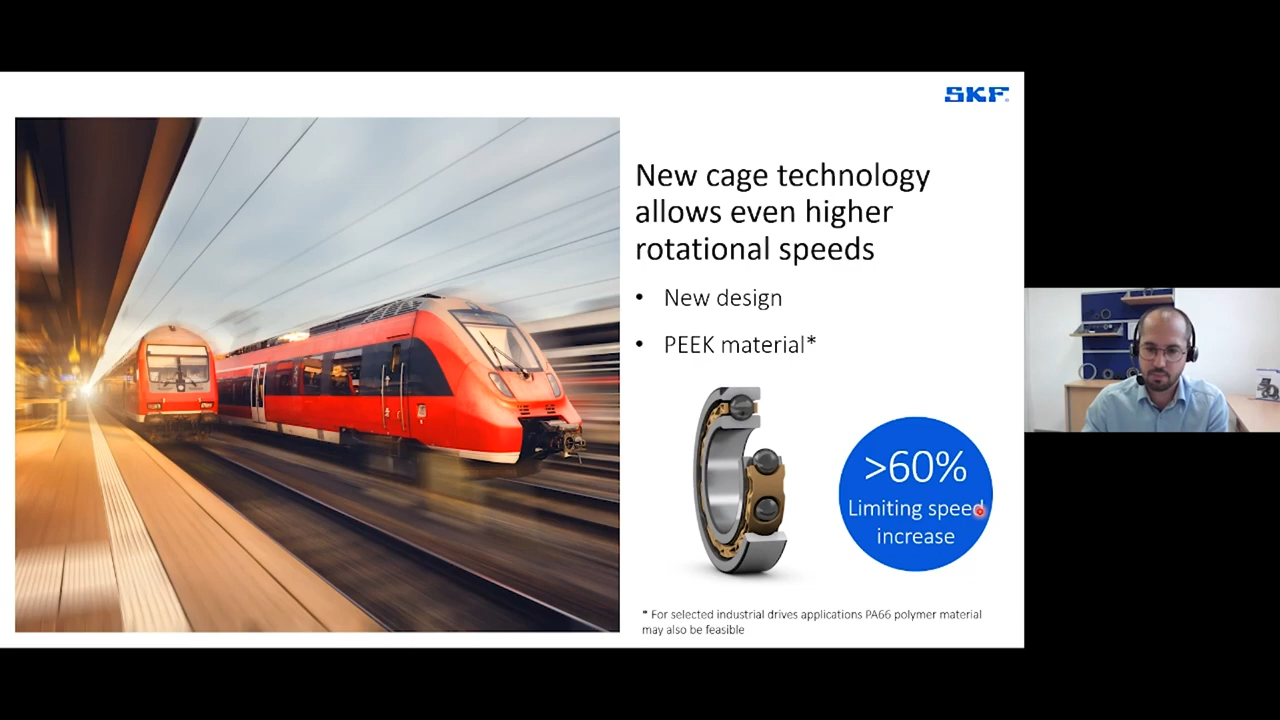 SKF
New cage technology
allows even higher
rotational speeds
• New design
• PEEK material*
>60%
Limiting speed
increase
* For selected industrial drives applications PA66 polymer material
may also be feasible